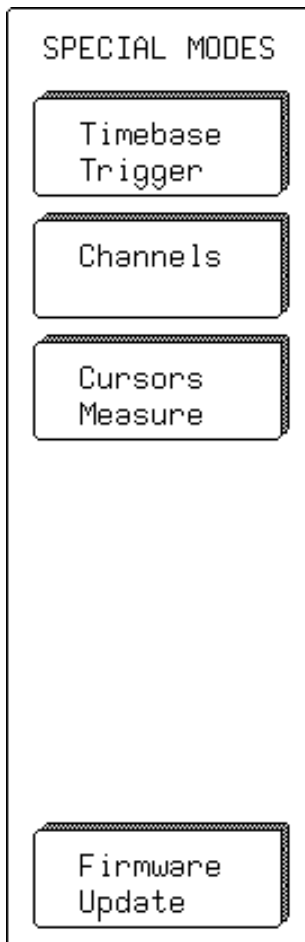 SPECIAL MODES
Timebase
Trigger
Channels
Cursors
Measure
Firmware
Update